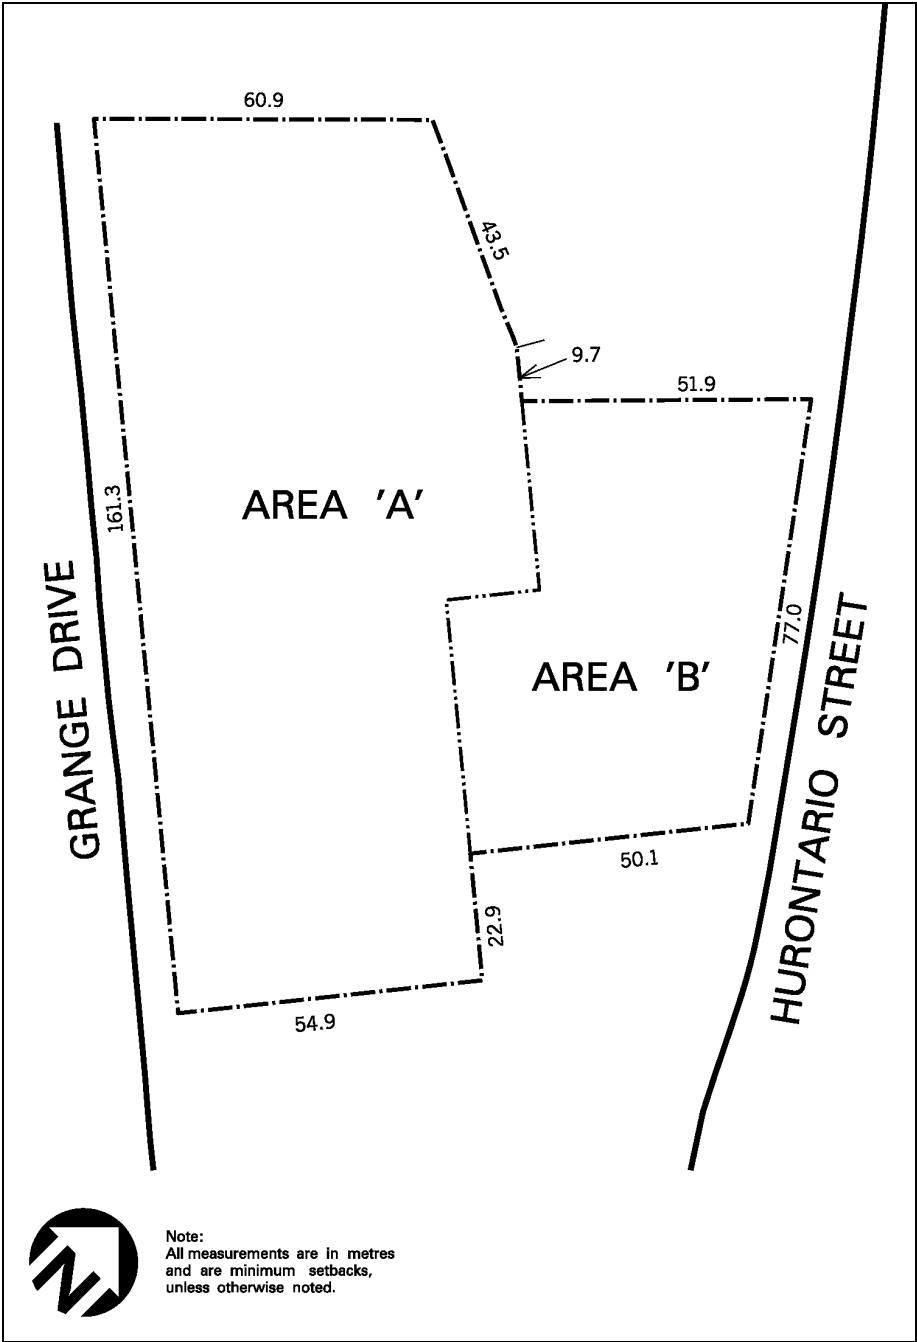 60.9
43.5
9.7
51.9
161.3
AREA 'A'
GRANGE DRIVE
77.0
AREA 'B'
HURONTARIO STREET
50.1
22.9
54.9
N
Note:
All measurements are in metres
and are minimum setbacks,
unless otherwise noted.